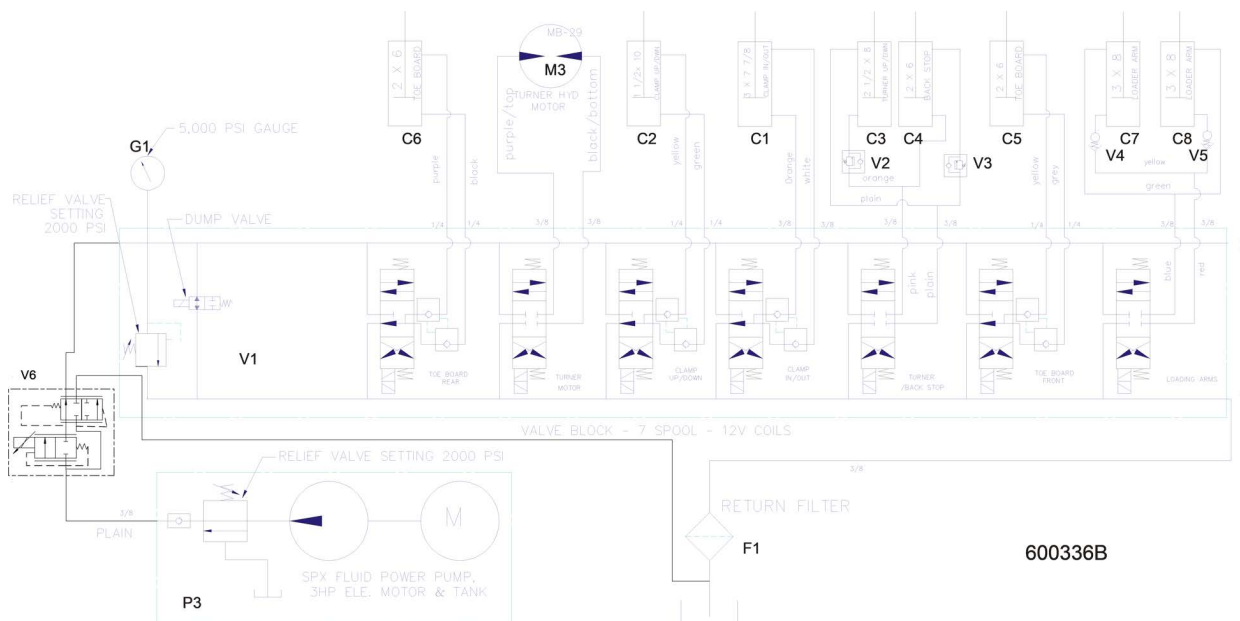 MB-29
M3
TURNER HYD
MOTOR
2 X 6
TOE BOARD
C6
purple
black
purple/top
black/bottom
1 1/2x 10
CLAMP UP/DWN
C2
yellow
green
3 X 7 7/8
CLAMP IN/OUT
C1
Orange
white
2 1/2 X 8
TURNER UP/DWN
C3
2 X 6
BACK STOP
C4
V2
V3
orange
plain
2 X 6
TOE BOARD
C5
yellow
grey
3 X 8
LOADER ARM
C7
3 X 8
LOADER ARM
C8
V4
V5
yellow
green
5,000 PSI GAUGE
G1
RELIEF VALVE
SETTING
2000 PSI
DUMP VALVE
1/4
1/4
3/8
3/8
1/4
1/4
1/4
3/8
3/8
3/8
1/4
1/4
3/8
3/8
pink
plain
blue
red
V1
V6
TOE BOARD
REAR
TURNER
MOTOR
CLAMP
UP/DOWN
CLAMP
IN/OUT
TURNER
/BACK STOP
TOE BOARD
FRONT
LOADING ARMS
VALVE BLOCK - 7 SPOOL - 12V COILS
RELIEF VALVE SETTING 2000 PSI
3/8
PLAIN
M
SPX FLUID POWER PUMP,
3HP ELE. MOTOR & TANK
P3
3/8
RETURN FILTER
F1
600336B